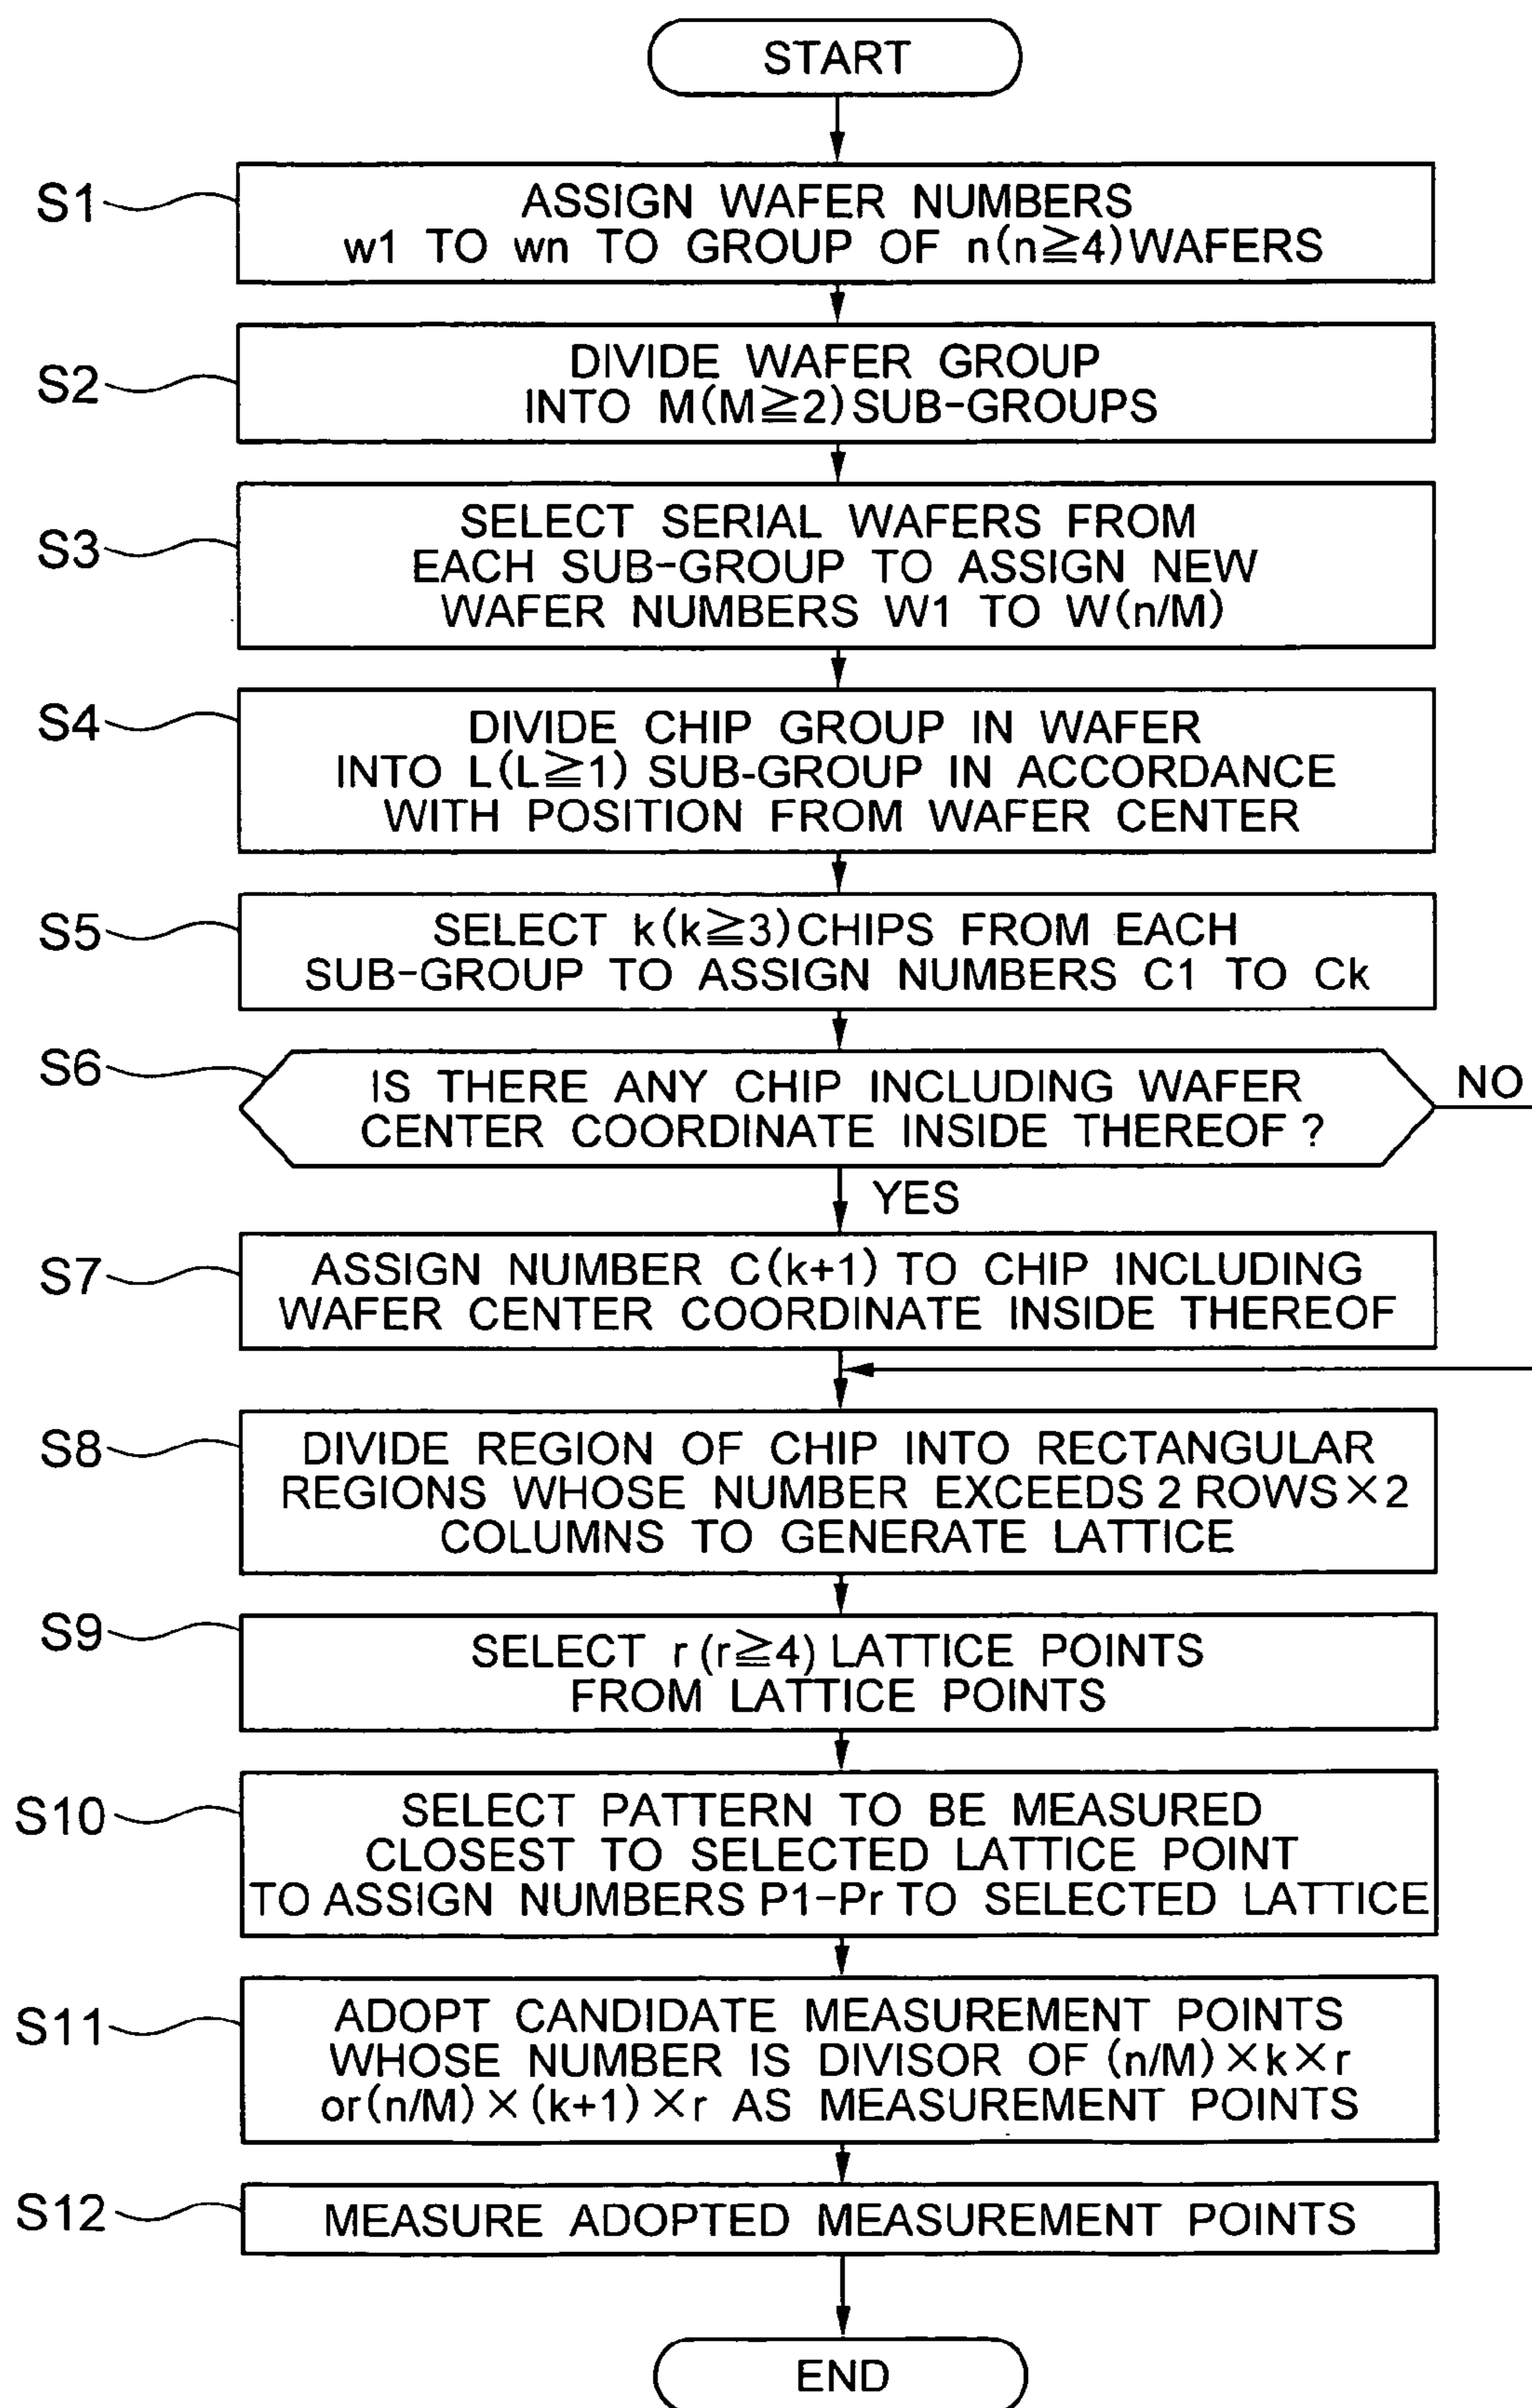 START
S1
ASSIGN WAFER NUMBERS
w1 TO wn TO GROUP OF n(n≧4)WAFERS
S2
DIVIDE WAFER GROUP
INTO M(M≧2)SUB-GROUPS
S3
SELECT SERIAL WAFERS FROM
EACH SUB-GROUP TO ASSIGN NEW
WAFER NUMBERS W1 TO W(n/M)
S4
DIVIDE CHIP GROUP IN WAFER
INTO L(L≧1) SUB-GROUP IN ACCORDANCE
WITH POSITION FROM WAFER CENTER
S5
SELECT k(k≧3)CHIPS FROM EACH
SUB-GROUP TO ASSIGN NUMBERS C1 TO Ck
S6
IS THERE ANY CHIP INCLUDING WAFER
CENTER COORDINATE INSIDE THEREOF?
NO
YES
S7
ASSIGN NUMBER C(k+1) TO CHIP INCLUDING
WAFER CENTER COORDINATE INSIDE THEREOF
S8
DIVIDE REGION OF CHIP INTO RECTANGULAR
REGIONS WHOSE NUMBER EXCEEDS 2 ROWS×2
COLUMNS TO GENERATE LATTICE
S9
SELECT r(r≧4) LATTICE POINTS
FROM LATTICE POINTS
S10
SELECT PATTERN TO BE MEASURED
CLOSEST TO SELECTED LATTICE POINT
TO ASSIGN NUMBERS P1-Pr TO SELECTED LATTICE
S11
ADOPT CANDIDATE MEASUREMENT POINTS
WHOSE NUMBER IS DIVISOR OF (n/M)×k×r
or(n/M)×(k+1)×r AS MEASUREMENT POINTS
S12
MEASURE ADOPTED MEASUREMENT POINTS
END